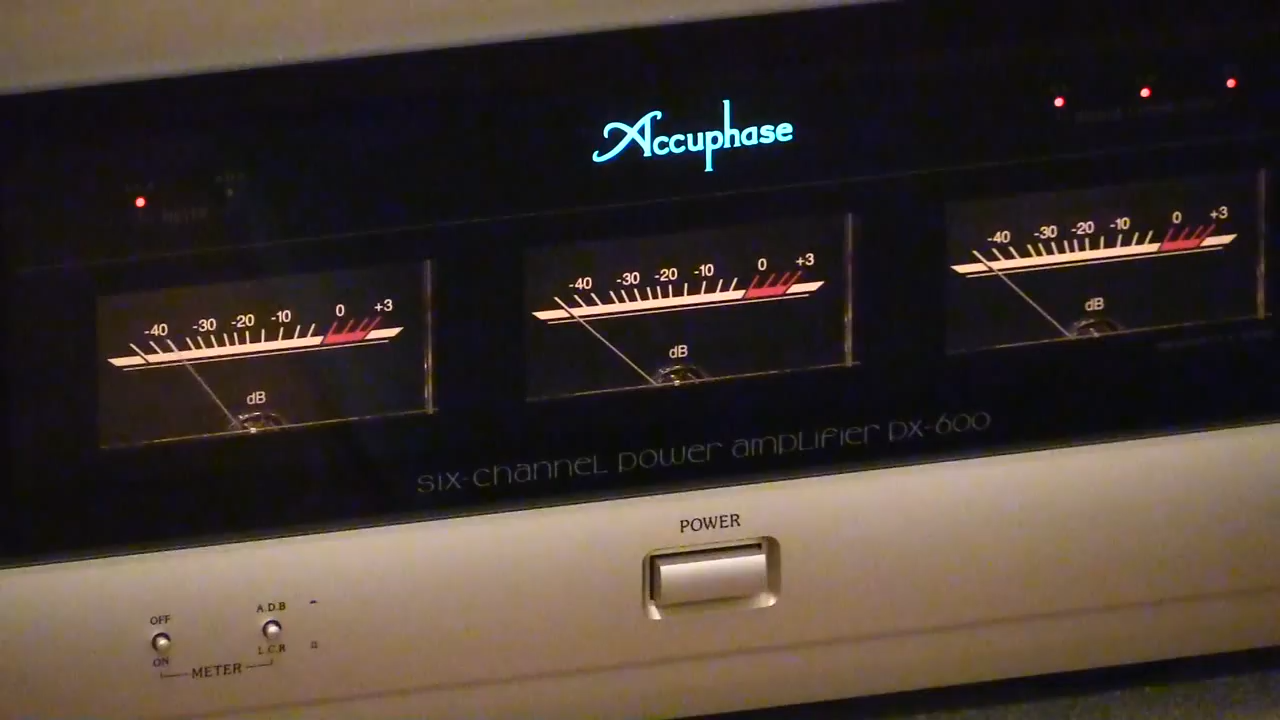 Accuphase
-40 -30 -20 -10 0 +3
dB
-40 -30 -20 -10 0 +3
dB
-40 -30 -20 -10 0 +3
dB
six-channel power amplifier PX-600
POWER
OFF
ON
A.D.B
L.C.R
METER